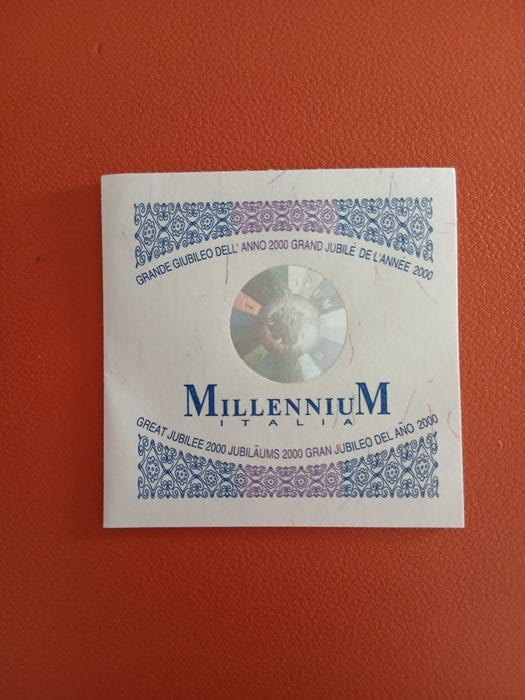 GRANDE GIUBILEO DELL' ANNO 2000 GRAND JUBILÉ DE L'ANNÉE 2000
MILLENNIUM
ITALIA
GREAT JUBILEE 2000 JUBILÄUMS 2000 GRAN JUBILEO DEL AÑO 2000